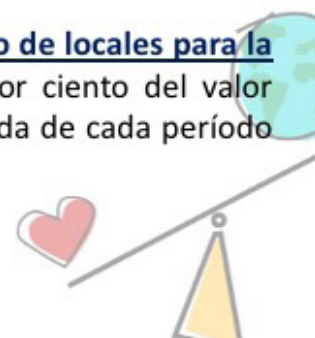 o de locales para la
or ciento del valor
da de cada período